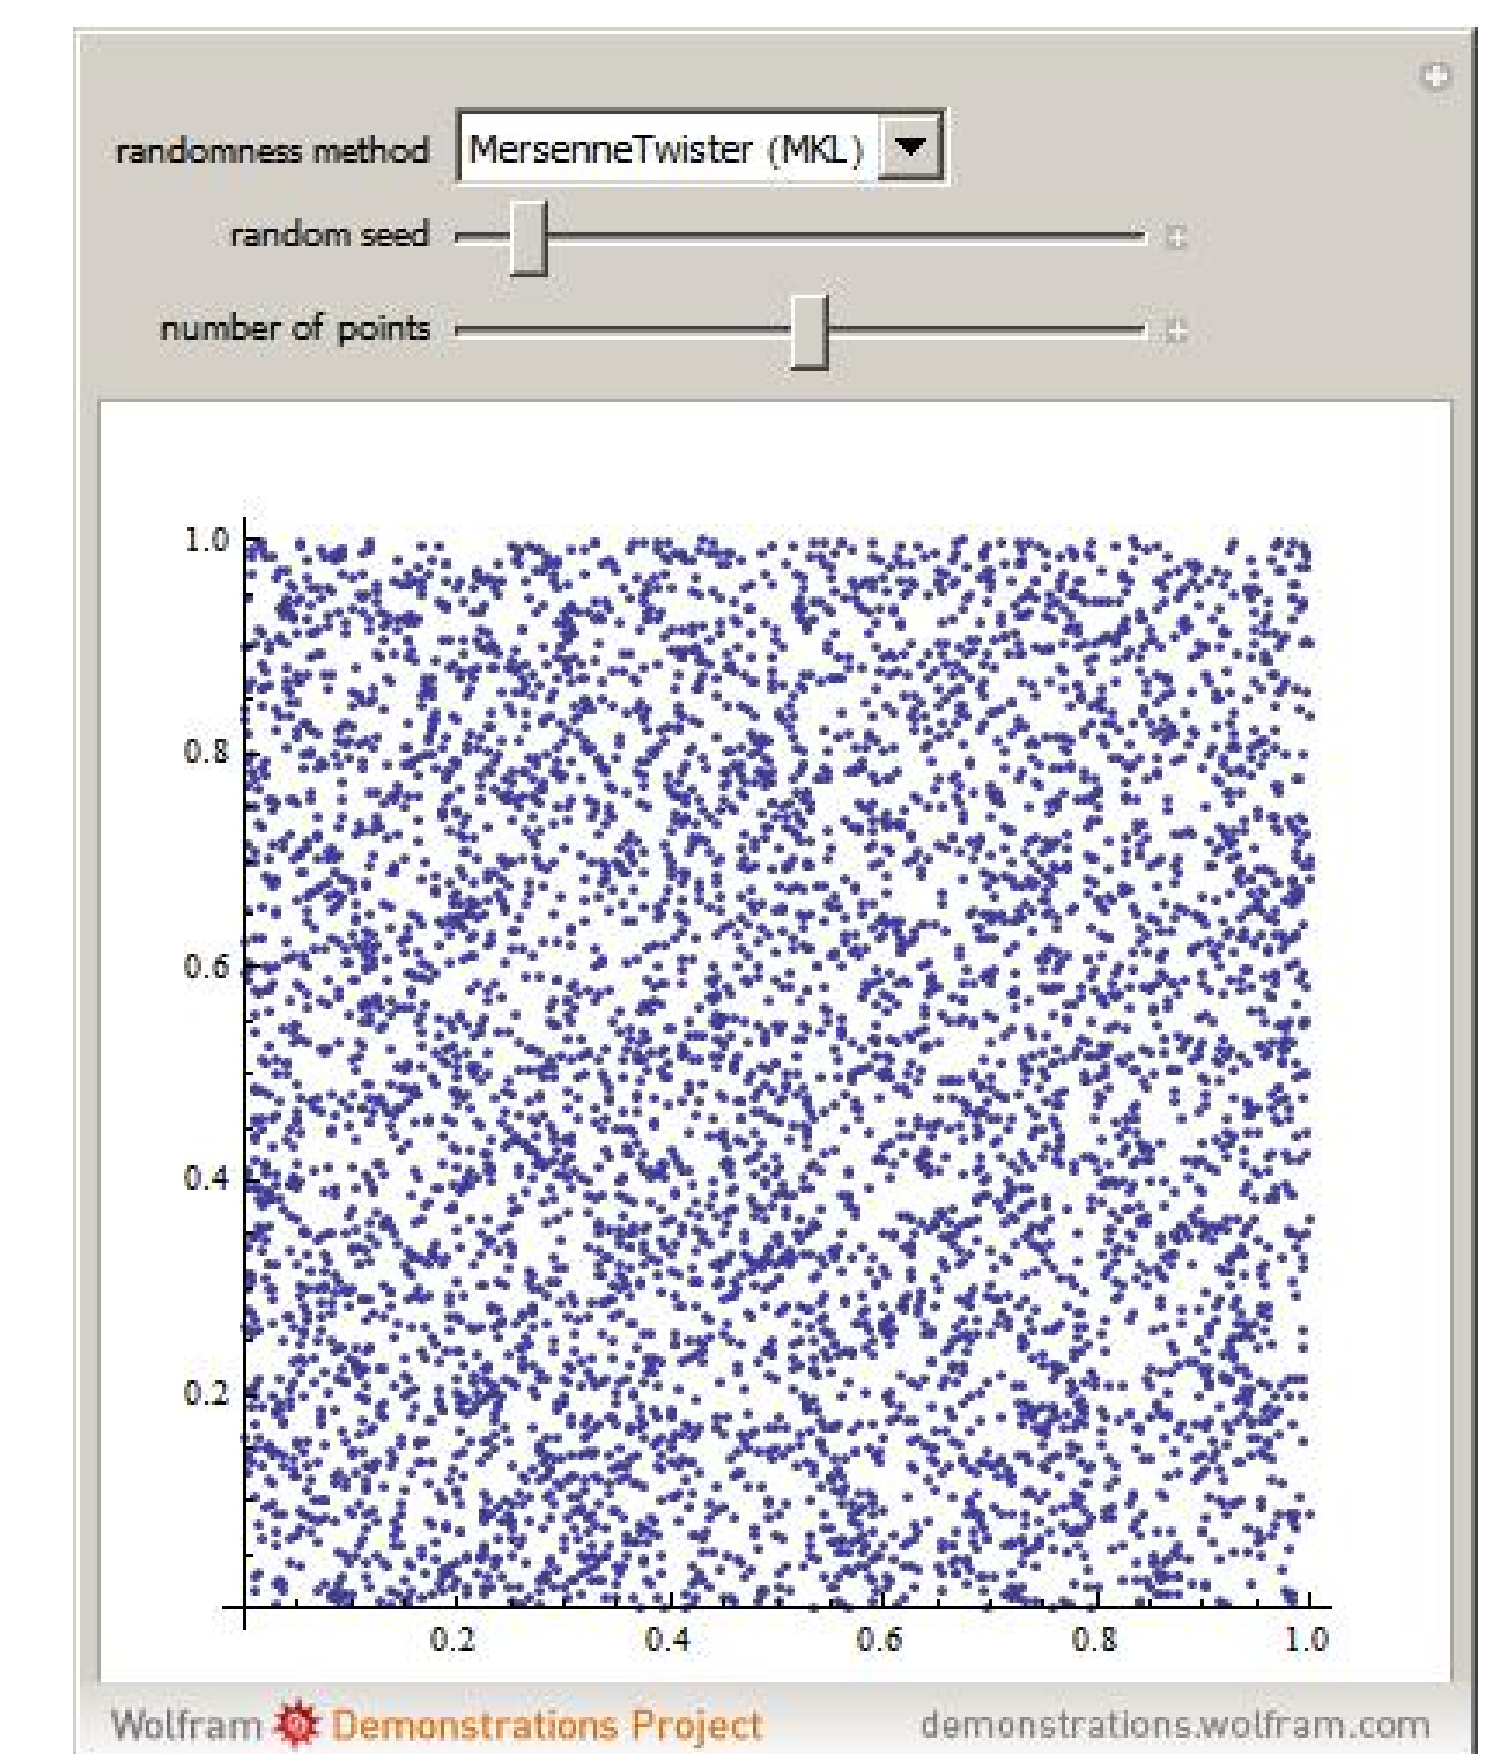 randomness method MersenneTwister (MKL)
random seed
number of points
1.0
0.8
0.6
0.4
0.2
0.2 0.4 0.6 0.8 1.0
Wolfram Demonstrations Project demonstrations.wolfram.com